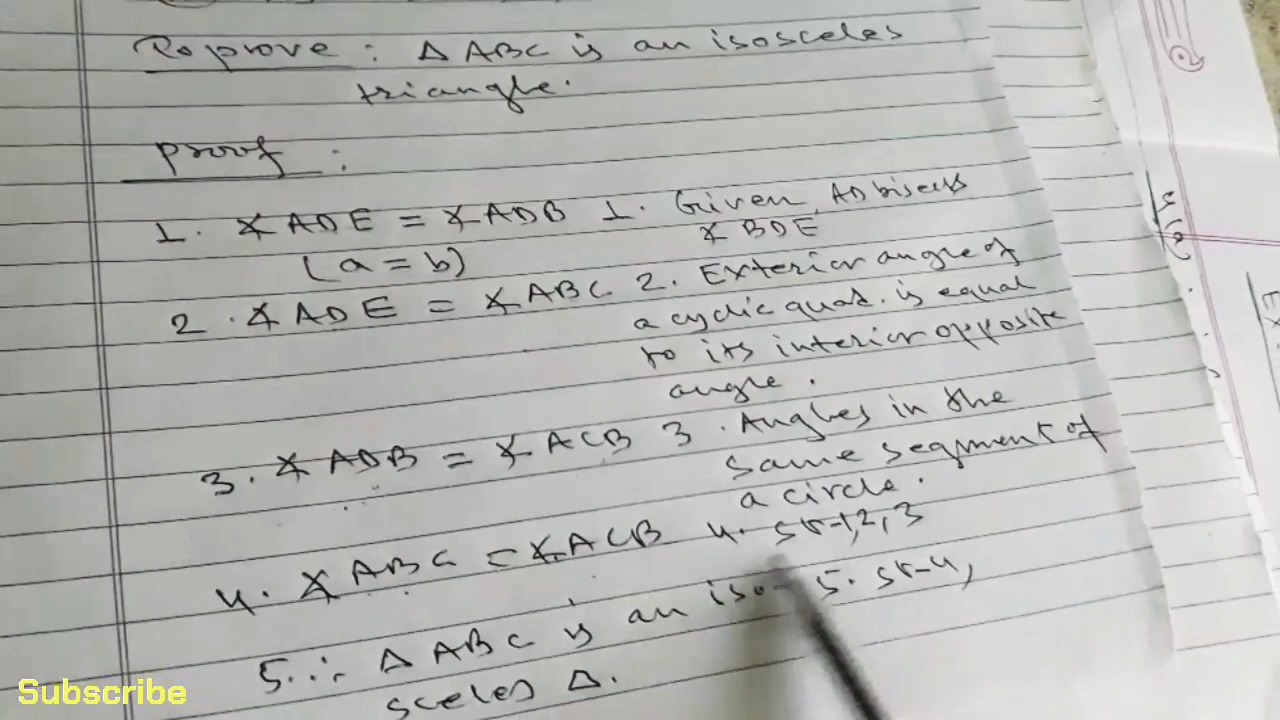 To prove : Δ ABC is an isosceles
triangle.
Proof :
1. ∡ ADE = ∡ ADB 1. Given, AD bisects
(a = b) ∡ BDE
2. ∡ ADE = ∡ ABC 2. Exterior angle of
a cyclic quad. is equal
to its interior opposite
angle.
3. ∡ ADB = ∡ ACB 3. Angles in the
same segment of
a circle.
4. ∡ ABC = ∡ ACB 4. Sr-1,2,3
5. ∴ Δ ABC is an iso- 5. Sr-4,
sceles Δ.
Subscribe